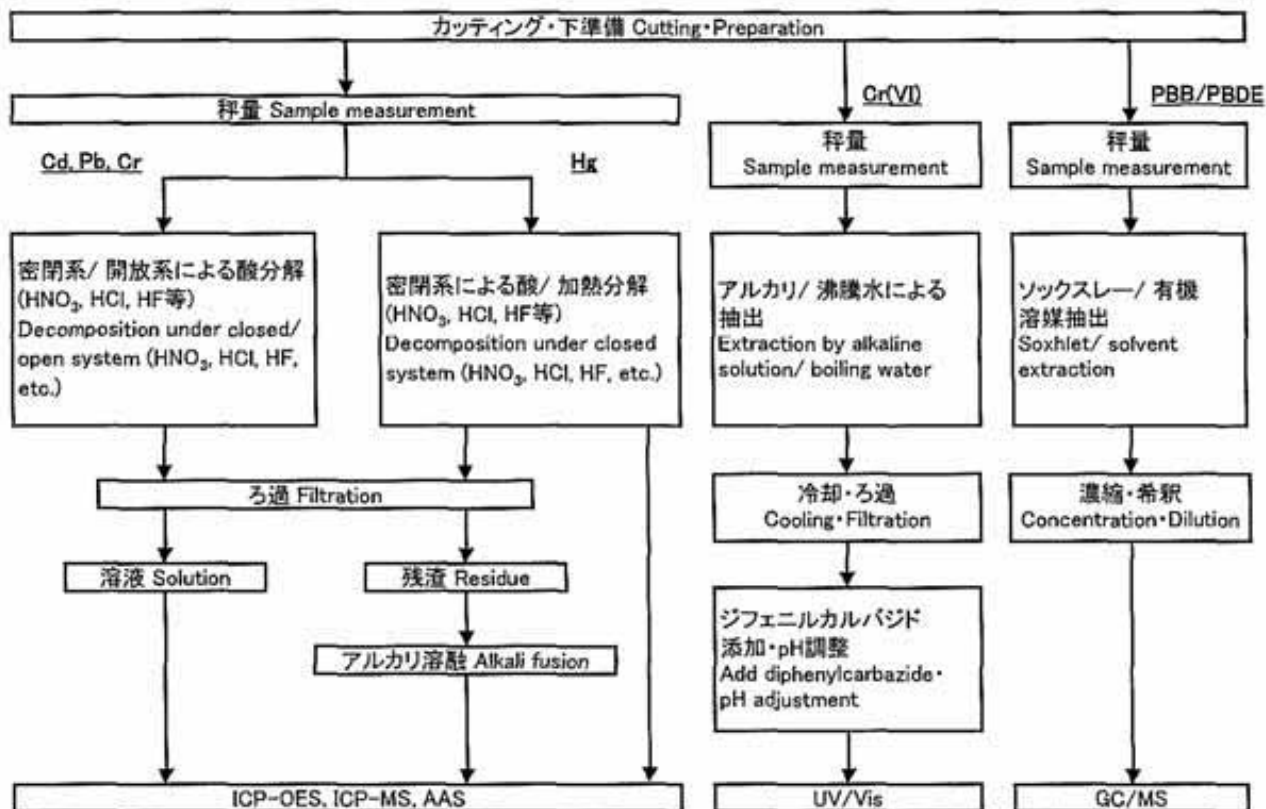 カッティング・下準備 Cutting・Preparation
秤量 Sample measurement
Cd, Pb, Cr
Hg
Cr(VI)
PBB/PBDE
秤量
Sample measurement
秤量
Sample measurement
密閉系/ 開放系による酸分解
(HNO₃, HCl, HF等)
Decomposition under closed/
open system (HNO₃, HCl, HF,
etc.)
密閉系による酸/ 加熱分解
(HNO₃, HCl, HF等)
Decomposition under closed
system (HNO₃, HCl, HF, etc.)
アルカリ/ 沸騰水による
抽出
Extraction by alkaline
solution/ boiling water
ソックスレー/ 有機
溶媒抽出
Soxhlet/ solvent
extraction
ろ過 Filtration
冷却・ろ過
Cooling・Filtration
濃縮・希釈
Concentration・Dilution
溶液 Solution
残渣 Residue
アルカリ溶融 Alkali fusion
ジフェニルカルバジド
添加・pH調整
Add diphenylcarbazide・
pH adjustment
ICP-OES, ICP-MS, AAS
UV/Vis
GC/MS